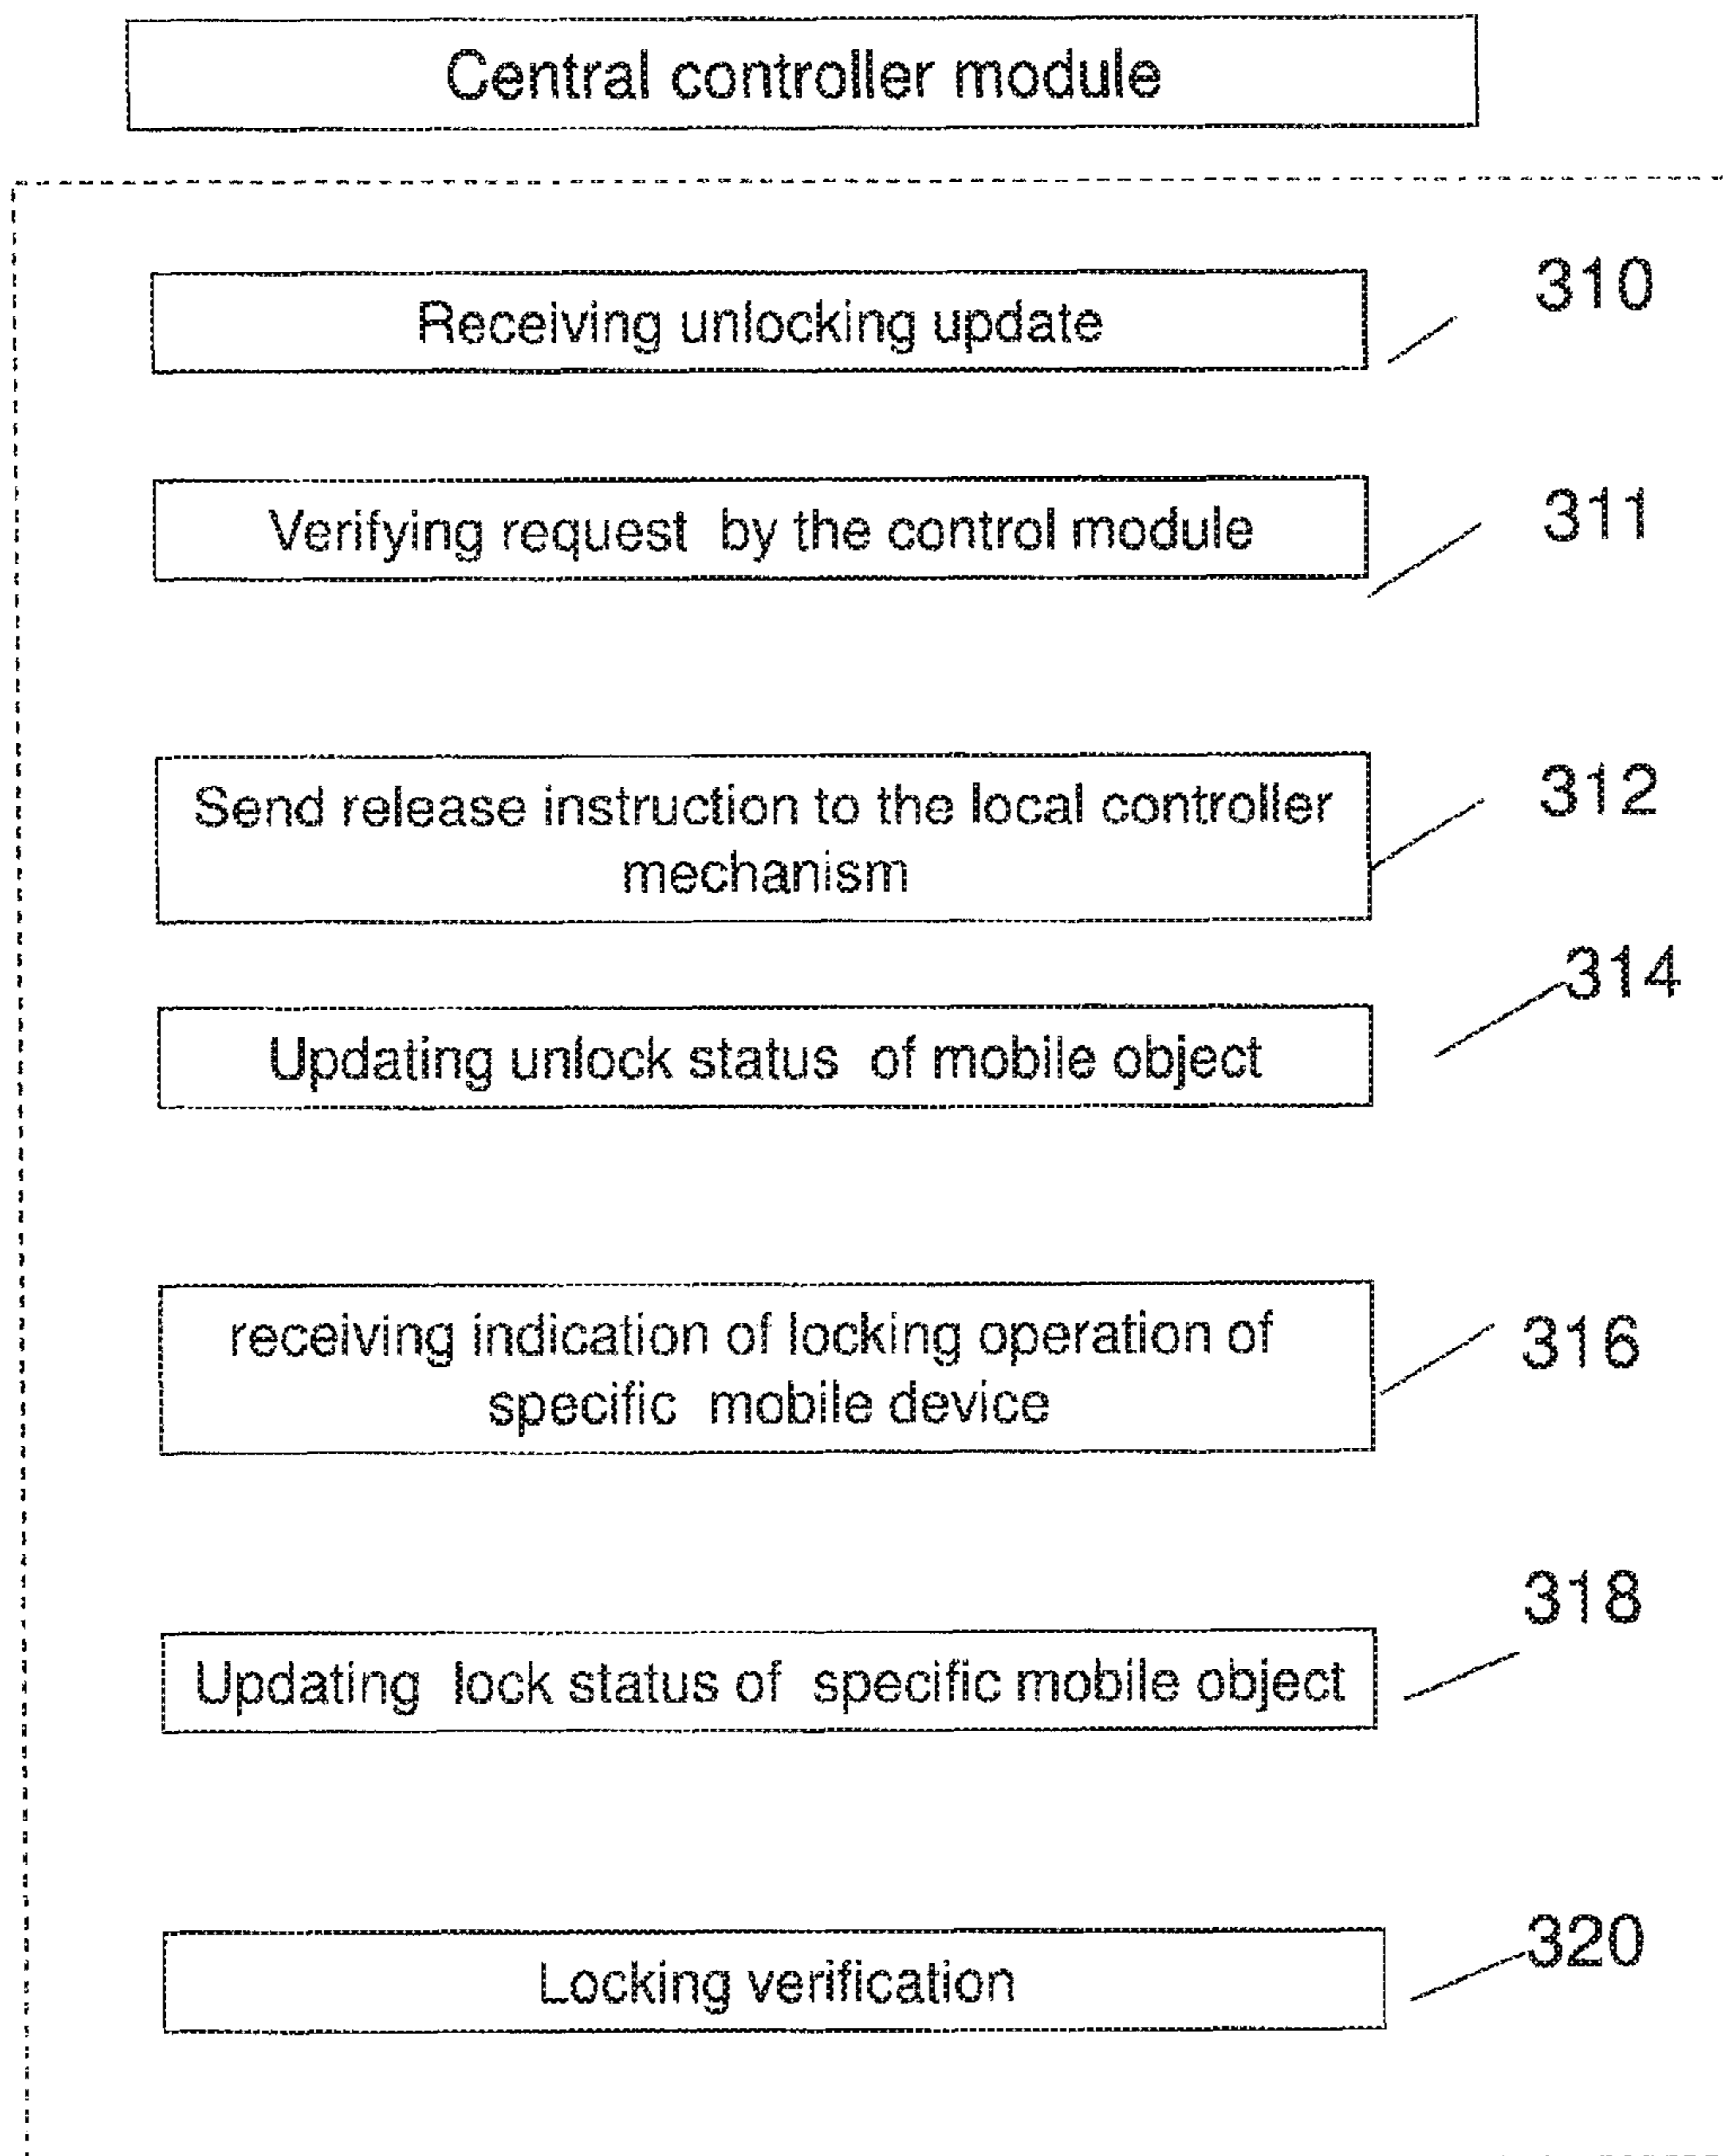 Central controller module
Receiving unlocking update
310
Verifying request by the control module
311
Send release instruction to the local controller
mechanism
312
Updating unlock status of mobile object
314
receiving indication of locking operation of
specific mobile device
316
Updating lock status of specific mobile object
318
Locking verification
320